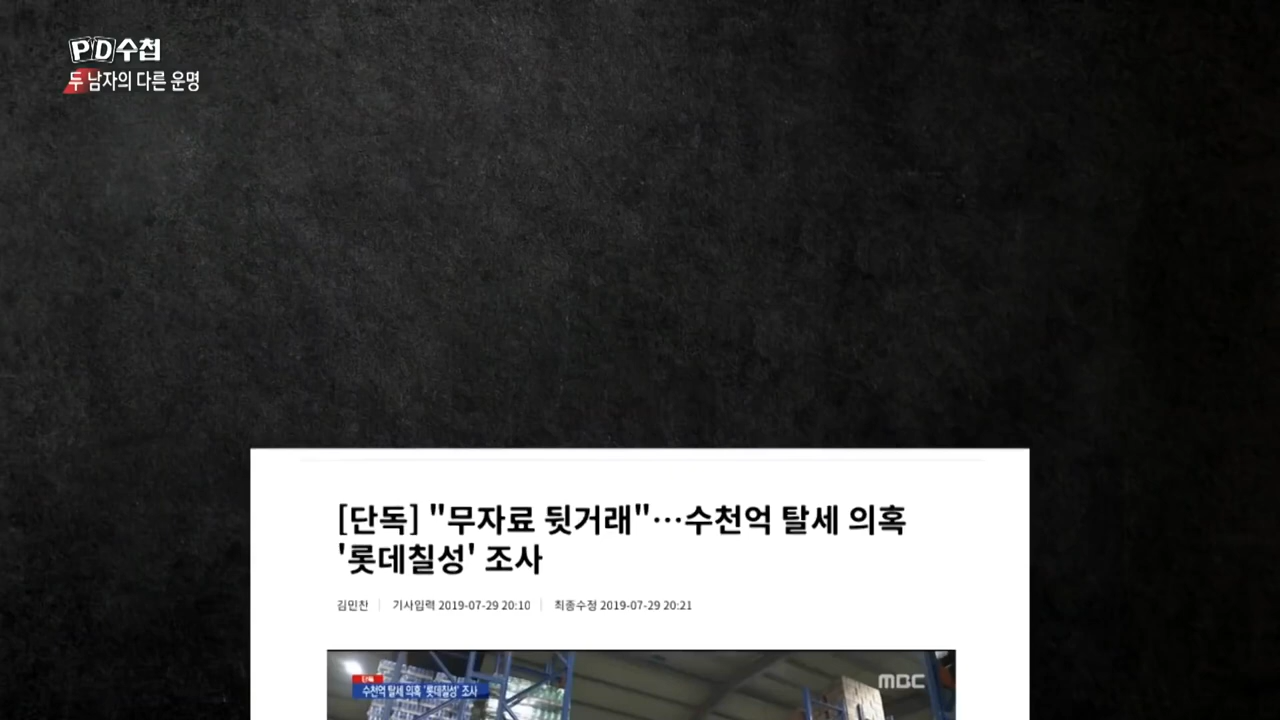 PD수첩
두 남자의 다른 운명
[단독] "무자료 뒷거래"…수천억 탈세 의혹
'롯데칠성' 조사
김민찬 | 기사입력 2019-07-29 20:10 | 최종수정 2019-07-29 20:21
단독
수천억 탈세 의혹 '롯데칠성' 조사
MBC